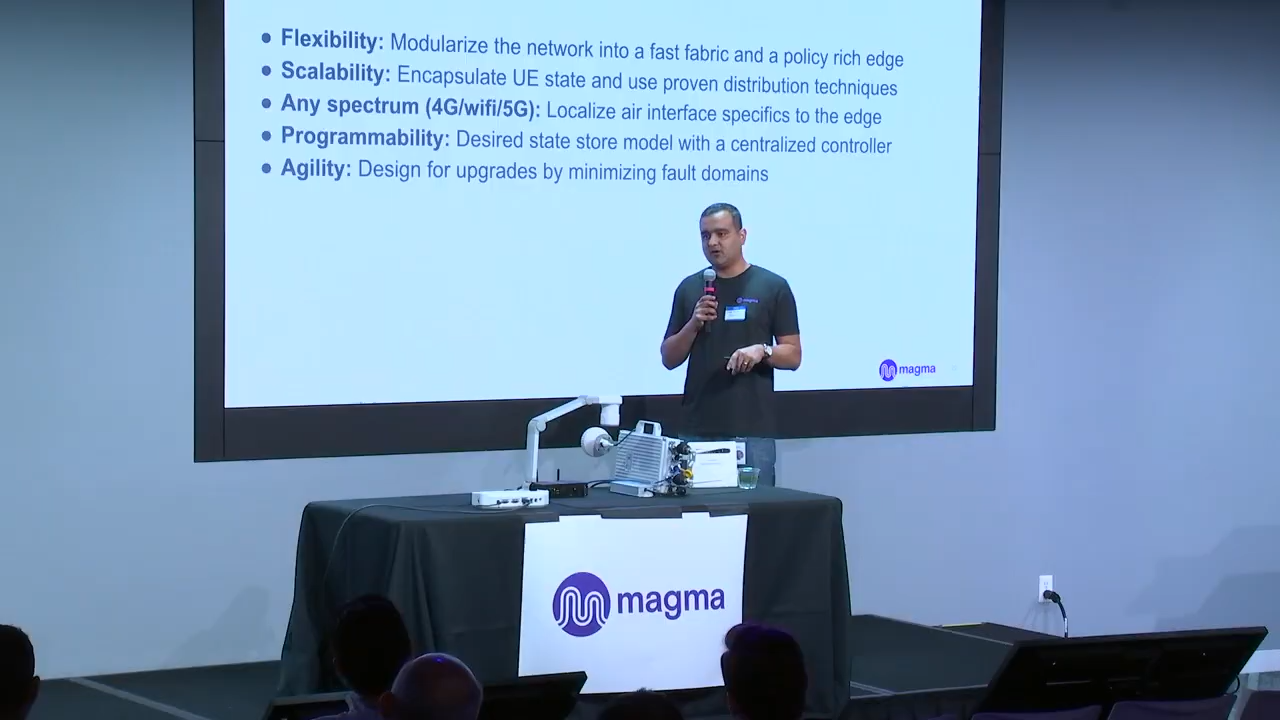 Flexibility: Modularize the network into a fast fabric and a policy rich edge
Scalability: Encapsulate UE state and use proven distribution techniques
Any spectrum (4G/wifi/5G): Localize air interface specifics to the edge
Programmability: Desired state store model with a centralized controller
Agility: Design for upgrades by minimizing fault domains
magma
magma
magma